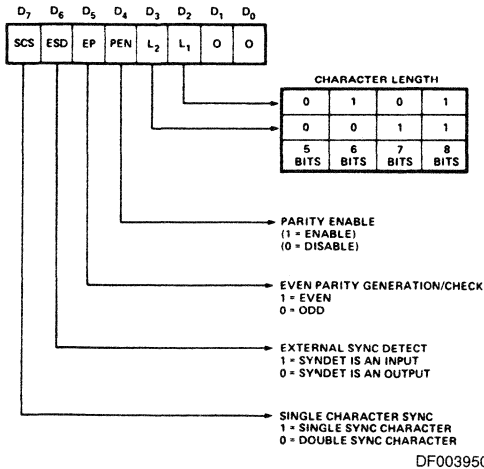 D7 D6 D5 D4 D3 D2 D1 D0
SCS ESD EP PEN L2 L1 0 0
CHARACTER LENGTH
0 1 0 1
0 0 1 1
5 6 7 8
BITS BITS BITS BITS
PARITY ENABLE
(1 = ENABLE)
(0 = DISABLE)
EVEN PARITY GENERATION/CHECK
1 = EVEN
0 = ODD
EXTERNAL SYNC DETECT
1 = SYNDET IS AN INPUT
0 = SYNDET IS AN OUTPUT
SINGLE CHARACTER SYNC
1 = SINGLE SYNC CHARACTER
0 = DOUBLE SYNC CHARACTER